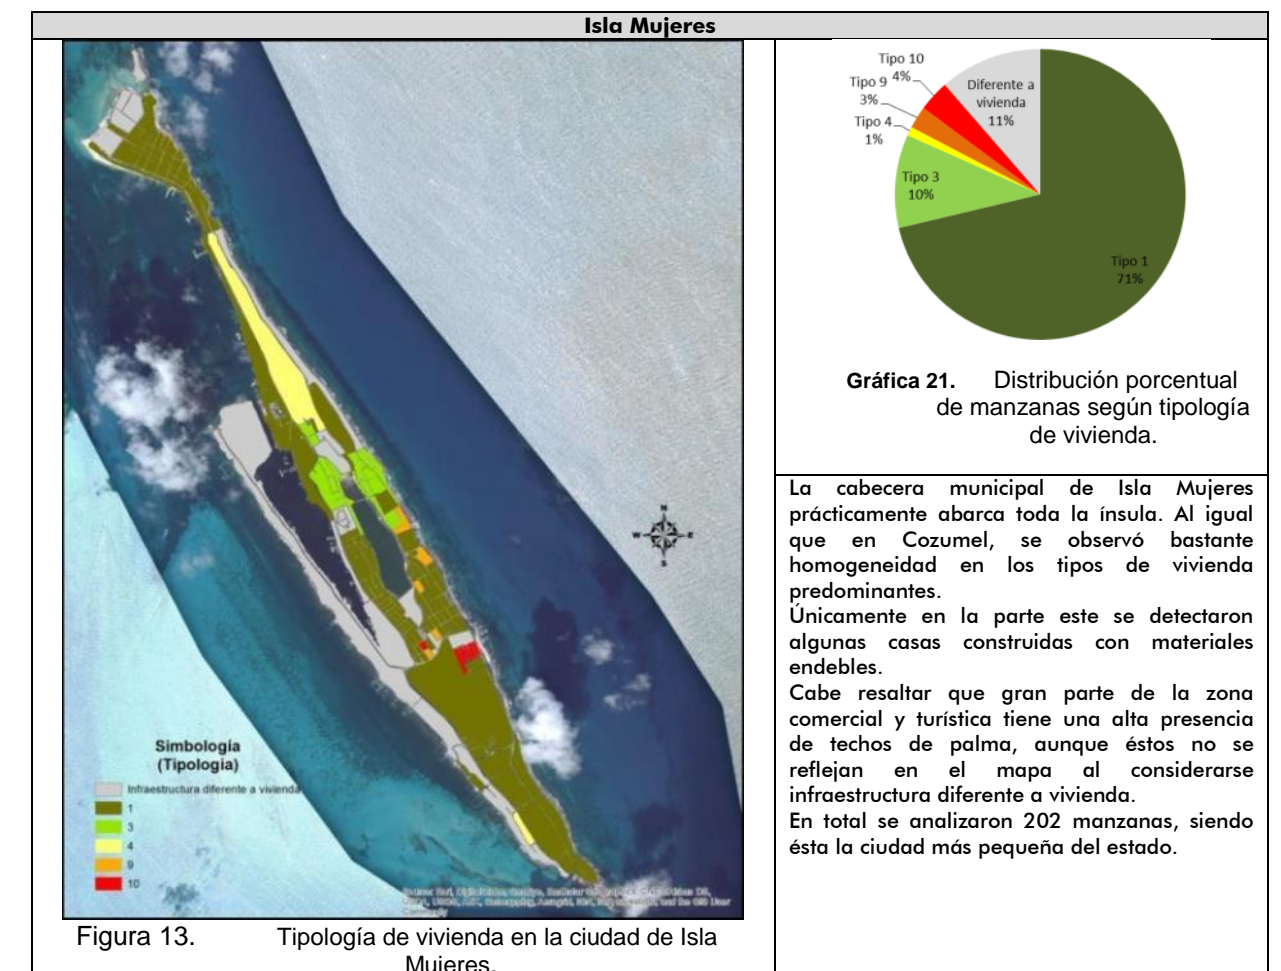 Isla Mujeres
N
W
E
S
Simbología
(Tipología)
Infraestructura diferente a vivienda
1
3
4
9
10
Figura 13. Tipología de vivienda en la ciudad de Isla
Mujeres.
Tipo 10
4%
Tipo 9
3%
Tipo 4
1%
Tipo 3
10%
Diferente a
vivienda
11%
Tipo 1
71%
Gráfica 21. Distribución porcentual
de manzanas según tipología
de vivienda.
La cabecera municipal de Isla Mujeres
prácticamente abarca toda la ínsula. Al igual
que en Cozumel, se observó bastante
homogeneidad en los tipos de vivienda
predominantes.
Únicamente en la parte este se detectaron
algunas casas construidas con materiales
endebles.
Cabe resaltar que gran parte de la zona
comercial y turística tiene una alta presencia
de techos de palma, aunque éstos no se
reflejan en el mapa al considerarse
infraestructura diferente a vivienda.
En total se analizaron 202 manzanas, siendo
ésta la ciudad más pequeña del estado.